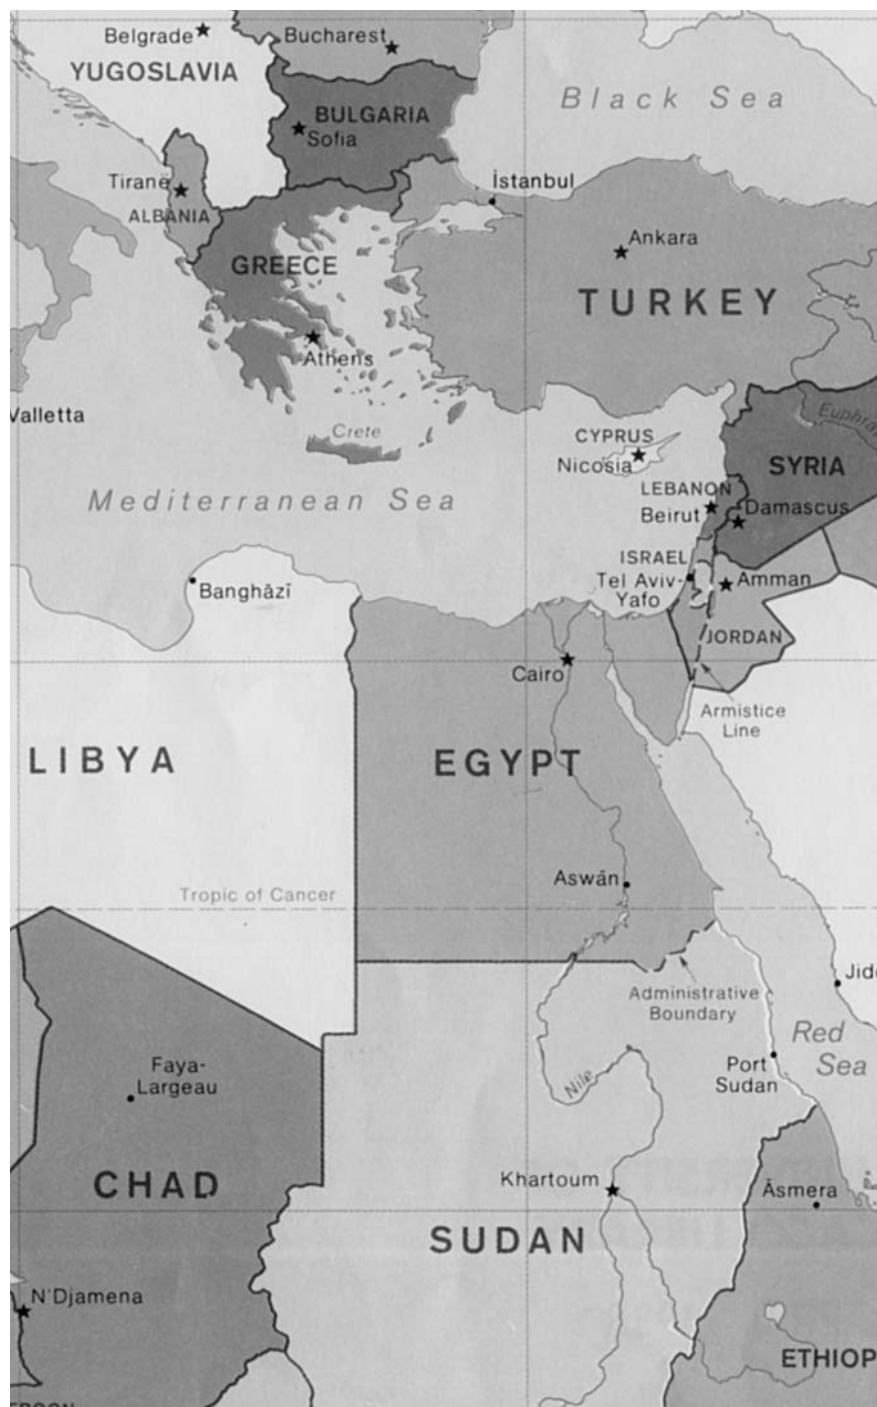 Belgrade
Bucharest
YUGOSLAVIA
Black Sea
BULGARIA
Sofia
Tiranë
İstanbul
ALBANIA
Ankara
GREECE
TURKEY
Athens
Valletta
Crete
CYPRUS
Nicosia
SYRIA
Mediterranean Sea
LEBANON
Beirut
Damascus
ISRAEL
Tel Aviv-
Yafo
Amman
Banghāzī
JORDAN
Cairo
Armistice
Line
LIBYA
EGYPT
Aswān
Tropic of Cancer
Administrative
Boundary
Red
Sea
Port
Sudan
Nile
Faya-
Largeau
CHAD
Khartoum
Āsmera
SUDAN
N'Djamena